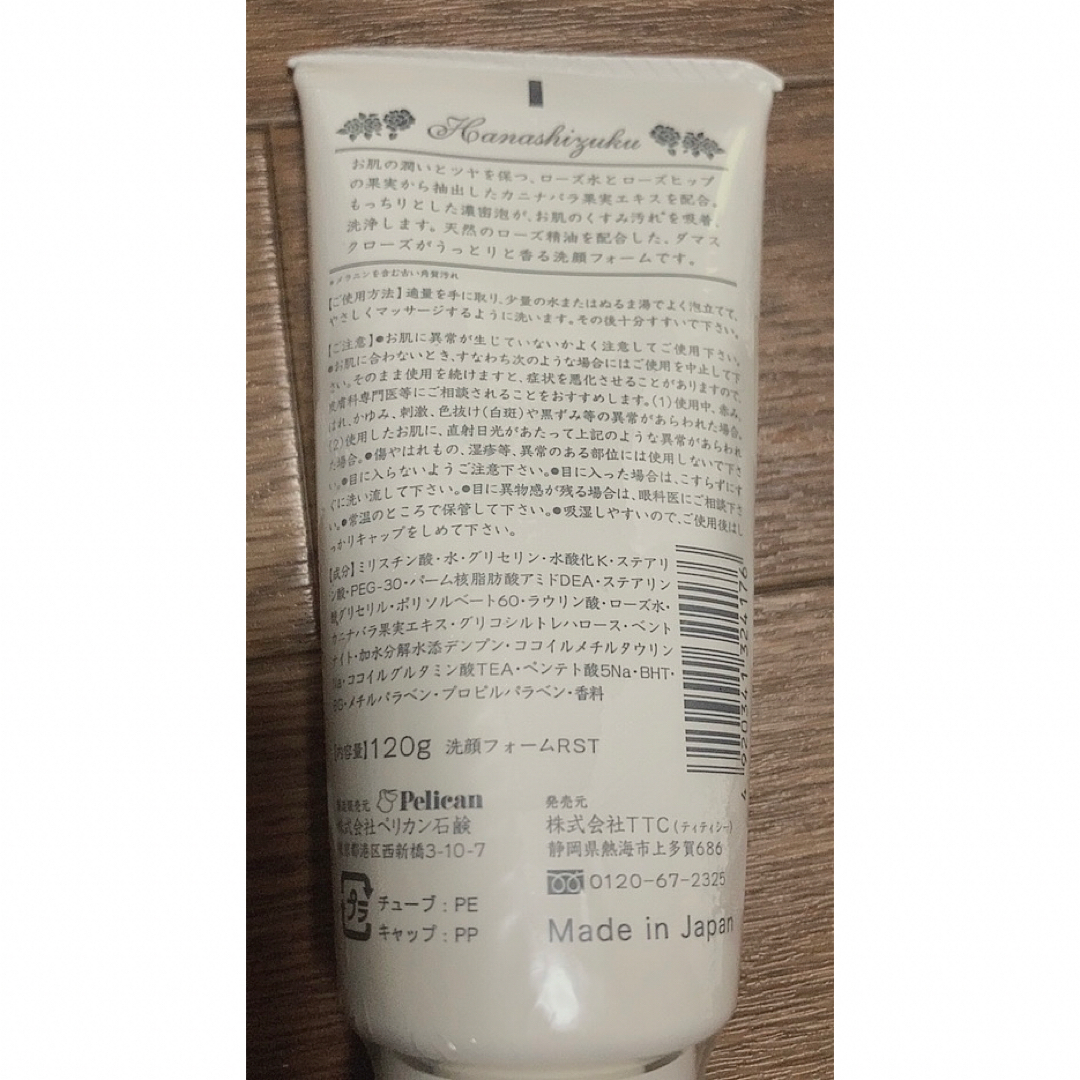 Hanashizuku
お肌の潤いとツヤを保つ、ローズ水とローズヒップ
の果実から抽出したカニナバラ果実エキスを配合。
もっちりとした濃密泡が、お肌のくすみ汚れ*を吸着
洗浄します。天然のローズ精油を配合した、ダマス
クローズがうっとりと香る洗顔フォームです。
*メラニンを含む古い角質汚れ
【ご使用方法】適量を手に取り、少量の水またはぬるま湯でよく泡立てて、
やさしくマッサージするように洗います。その後十分すすいで下さい。
【ご注意】●お肌に異常が生じていないかよく注意してご使用下さい。
●お肌に合わないとき、すなわち次のような場合にはご使用を中止して下
さい。そのまま使用を続けますと、症状を悪化させることがありますので、
皮膚科専門医等にご相談されることをおすすめします。(1)使用中、赤み、
はれ、かゆみ、刺激、色抜け(白斑)や黒ずみ等の異常があらわれた場合。
(2)使用したお肌に、直射日光があたって上記のような異常があらわれ
た場合。●傷やはれもの、湿疹等、異常のある部位には使用しないで下さ
い。●目に入らないようご注意下さい。●目に入った場合は、こすらずにす
ぐに洗い流して下さい。●目に異物感が残る場合は、眼科医にご相談下さ
い。●常温のところで保管して下さい。●吸湿しやすいので、ご使用後はし
っかりキャップをしめて下さい。
【成分】ミリスチン酸・水・グリセリン・水酸化K・ステアリ
ン酸・PEG-30・パーム核脂肪酸アミドDEA・ステアリン
酸グリセリル・ポリソルベート60・ラウリン酸・ローズ水・
カニナバラ果実エキス・グリコシルトレハロース・ベント
ナイト・加水分解水添デンプン・ココイルメチルタウリン
Na・ココイルグルタミン酸TEA・ペンテト酸5Na・BHT・
BG・メチルパラベン・プロピルパラベン・香料
4920341324176
【内容量】120g 洗顔フォームRST
製造販売元 Pelican
株式会社ペリカン石鹸
東京都港区西新橋3-10-7
発売元
株式会社TTC(ティティシー)
静岡県熱海市上多賀686
0120-67-2325
プラ
チューブ : PE
キャップ : PP
Made in Japan